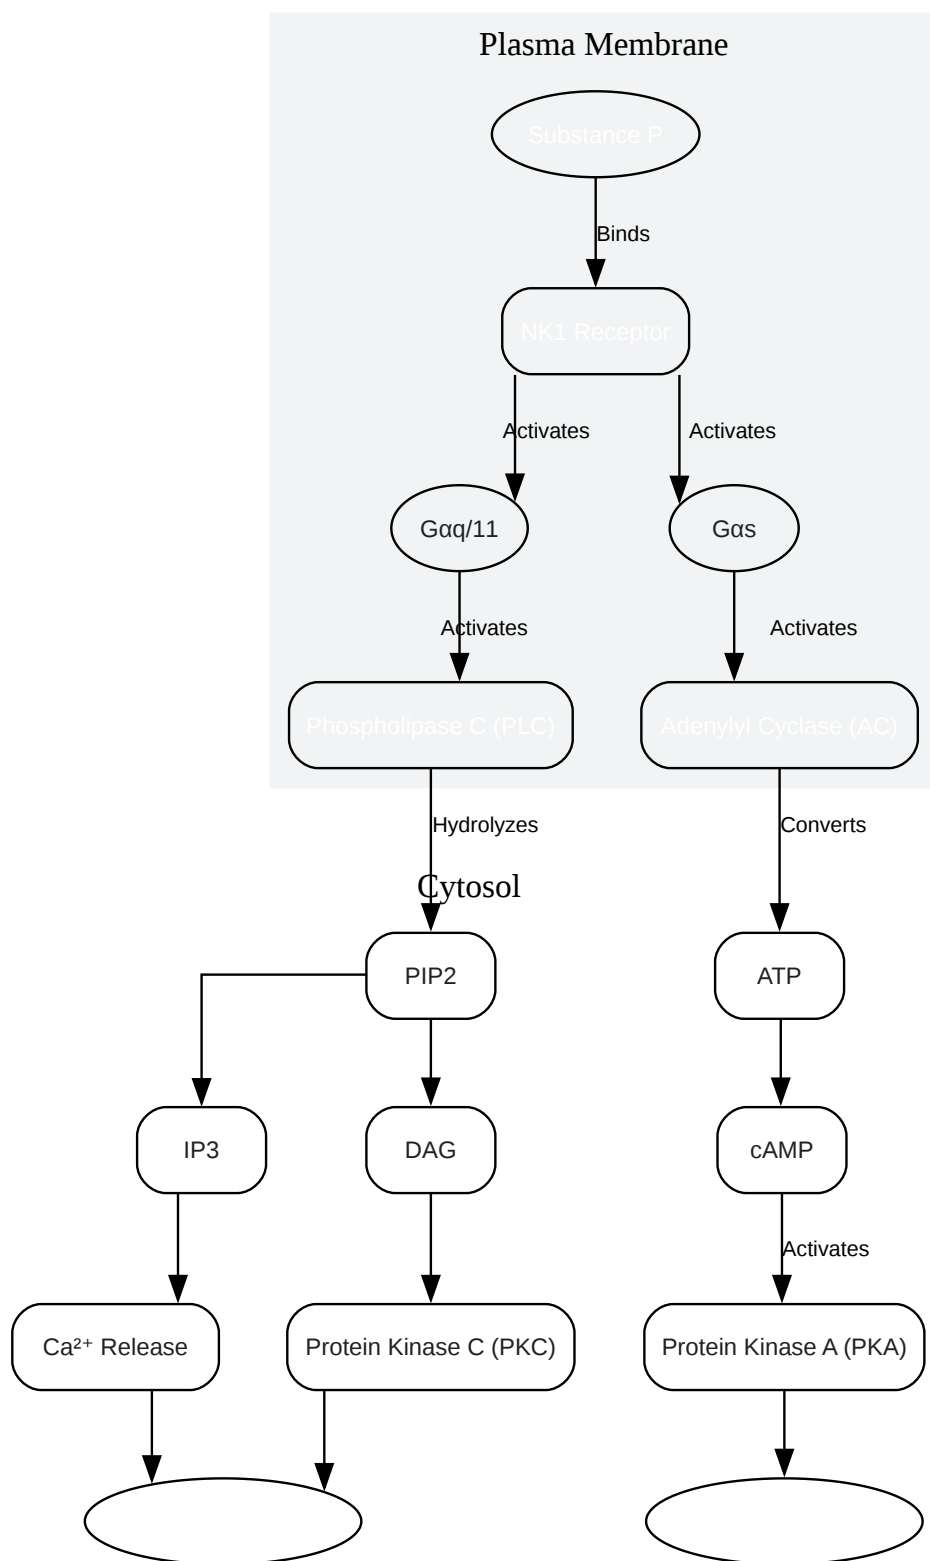 Plasma Membrane
Substance P
Binds
NK1 Receptor
Activates
Activates
Gαq/11
Gαs
Activates
Activates
Phospholipase C (PLC)
Adenylyl Cyclase (AC)
Hydrolyzes
Converts
Cytosol
PIP2
ATP
IP3
DAG
cAMP
Activates
Ca²⁺ Release
Protein Kinase C (PKC)
Protein Kinase A (PKA)